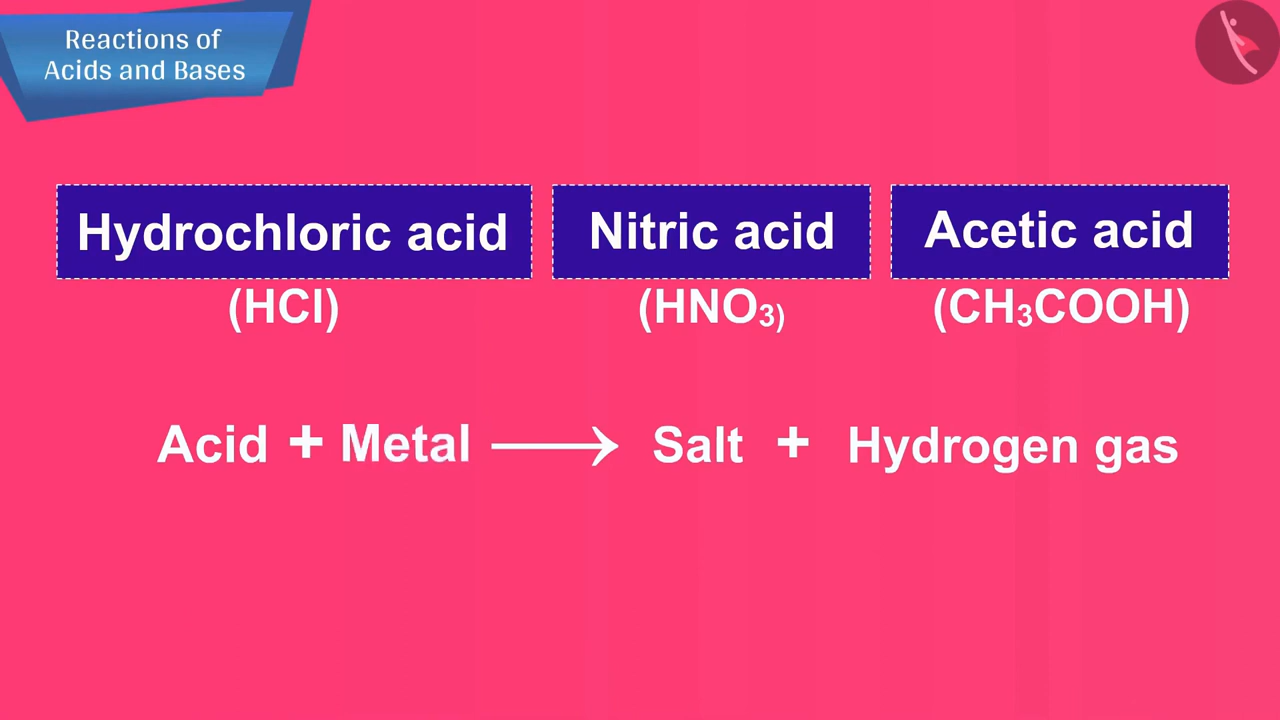 Reactions of
Acids and Bases
Hydrochloric acid Nitric acid Acetic acid
(HCl) (HNO₃) (CH₃COOH)
Acid + Metal ⟶ Salt + Hydrogen gas